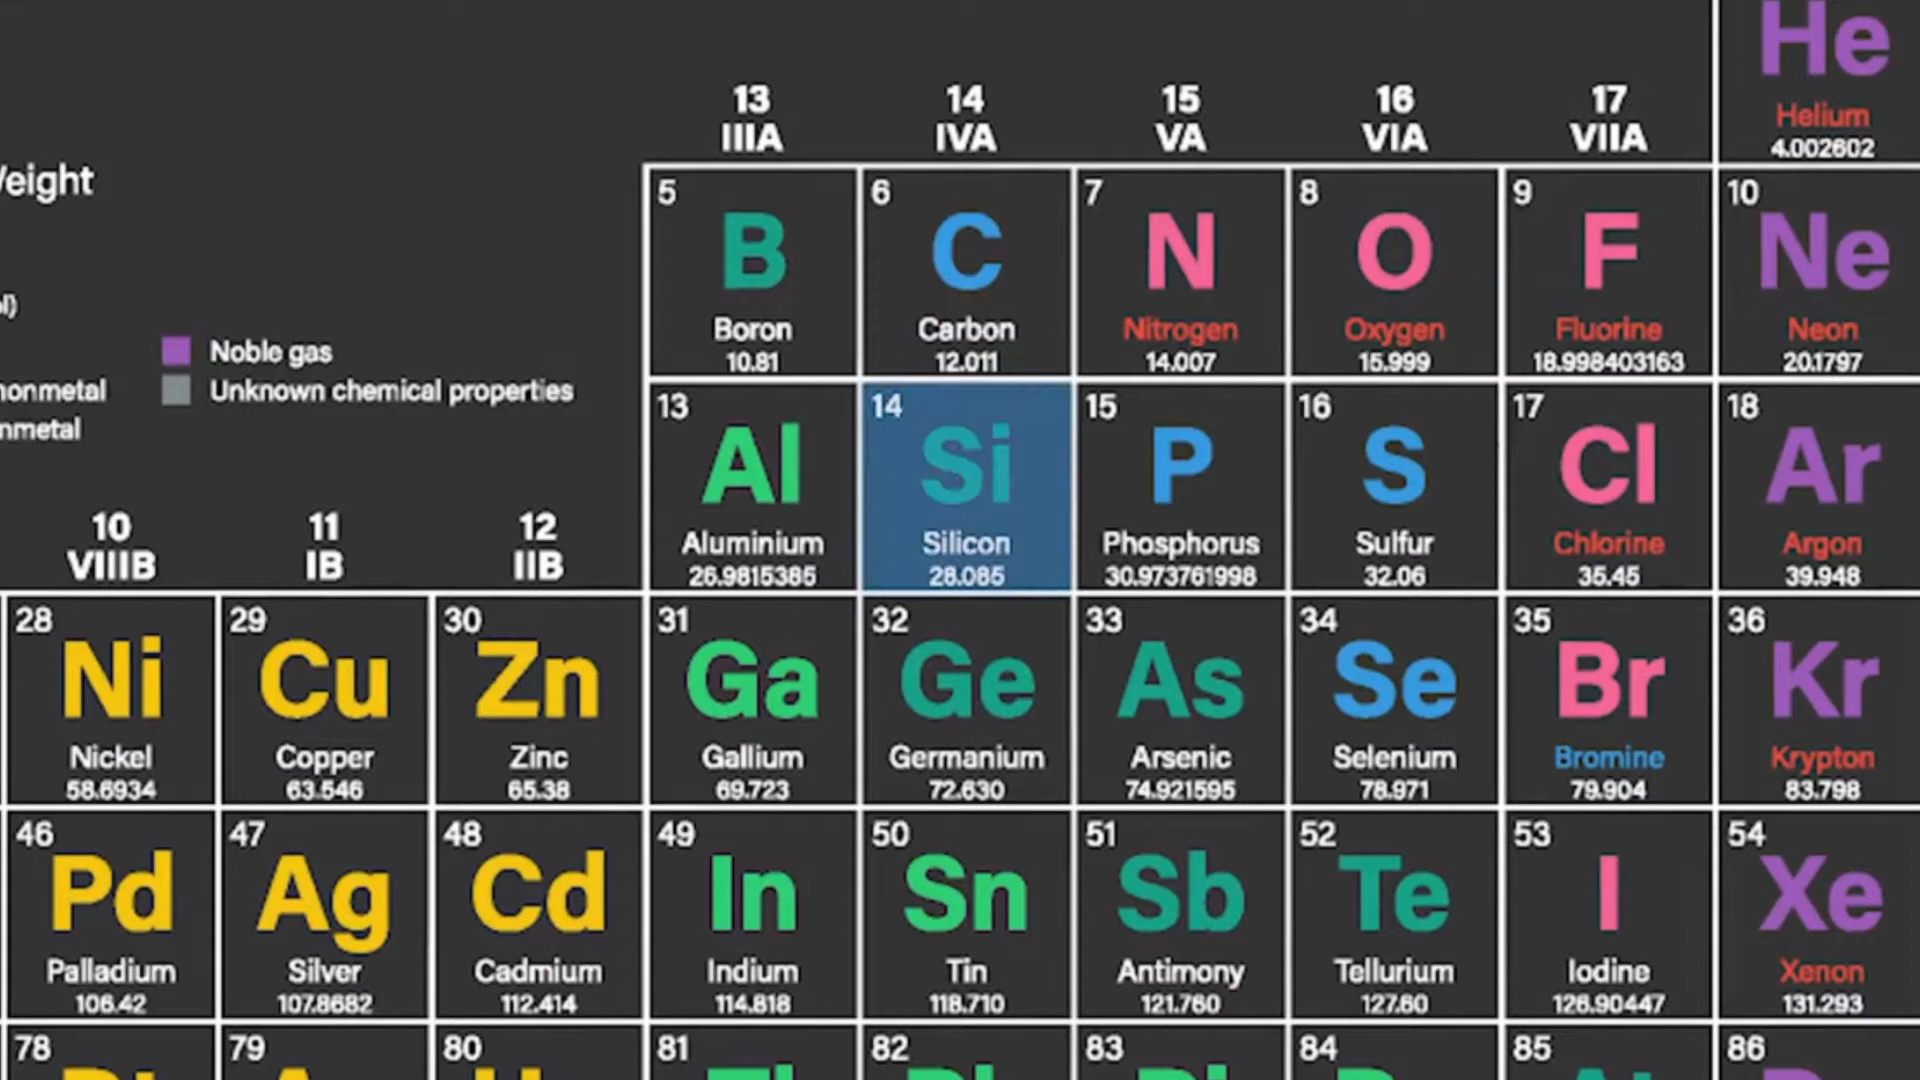 He
Helium
4.002602
13 14 15 16 17
IIIA IVA VA VIA VIIA
Weight
5 6 7 8 9 10
B C N O F Ne
Boron Carbon Nitrogen Oxygen Fluorine Neon
10.81 12.011 14.007 15.999 18.998403163 20.1797
Noble gas
nonmetal Unknown chemical properties
nmetal
13 14 15 16 17 18
Al Si P S Cl Ar
Aluminium Silicon Phosphorus Sulfur Chlorine Argon
26.9815385 28.085 30.973761998 32.06 35.45 39.948
10 11 12
VIIIB IB IIB
28 29 30 31 32 33 34 35 36
Ni Cu Zn Ga Ge As Se Br Kr
Nickel Copper Zinc Gallium Germanium Arsenic Selenium Bromine Krypton
58.6934 63.546 65.38 69.723 72.630 74.921595 78.971 79.904 83.798
46 47 48 49 50 51 52 53 54
Pd Ag Cd In Sn Sb Te I Xe
Palladium Silver Cadmium Indium Tin Antimony Tellurium Iodine Xenon
106.42 107.8682 112.414 114.818 118.710 121.760 127.60 126.90447 131.293
78 79 80 81 82 83 84 85 86